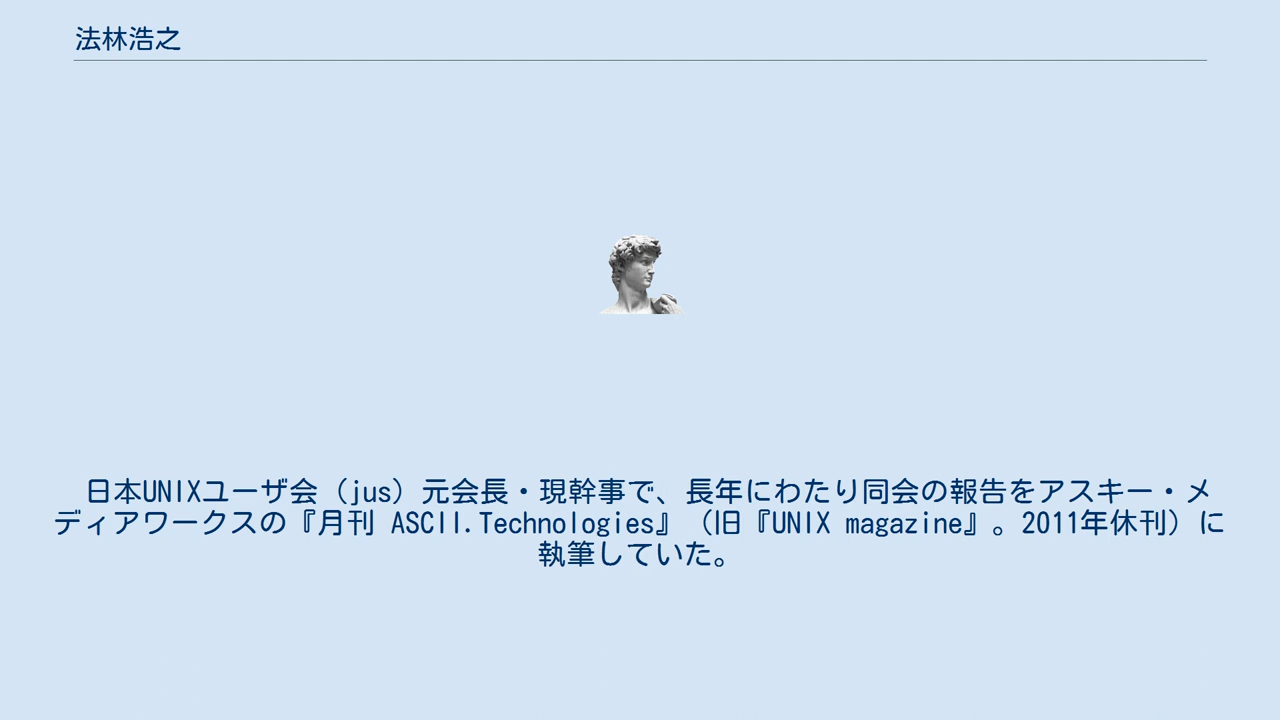 法林浩之
日本UNIXユーザ会（jus）元会長・現幹事で、長年にわたり同会の報告をアスキー・メ
ディアワークスの『月刊 ASCII.Technologies』（旧『UNIX magazine』。2011年休刊）に
執筆していた。